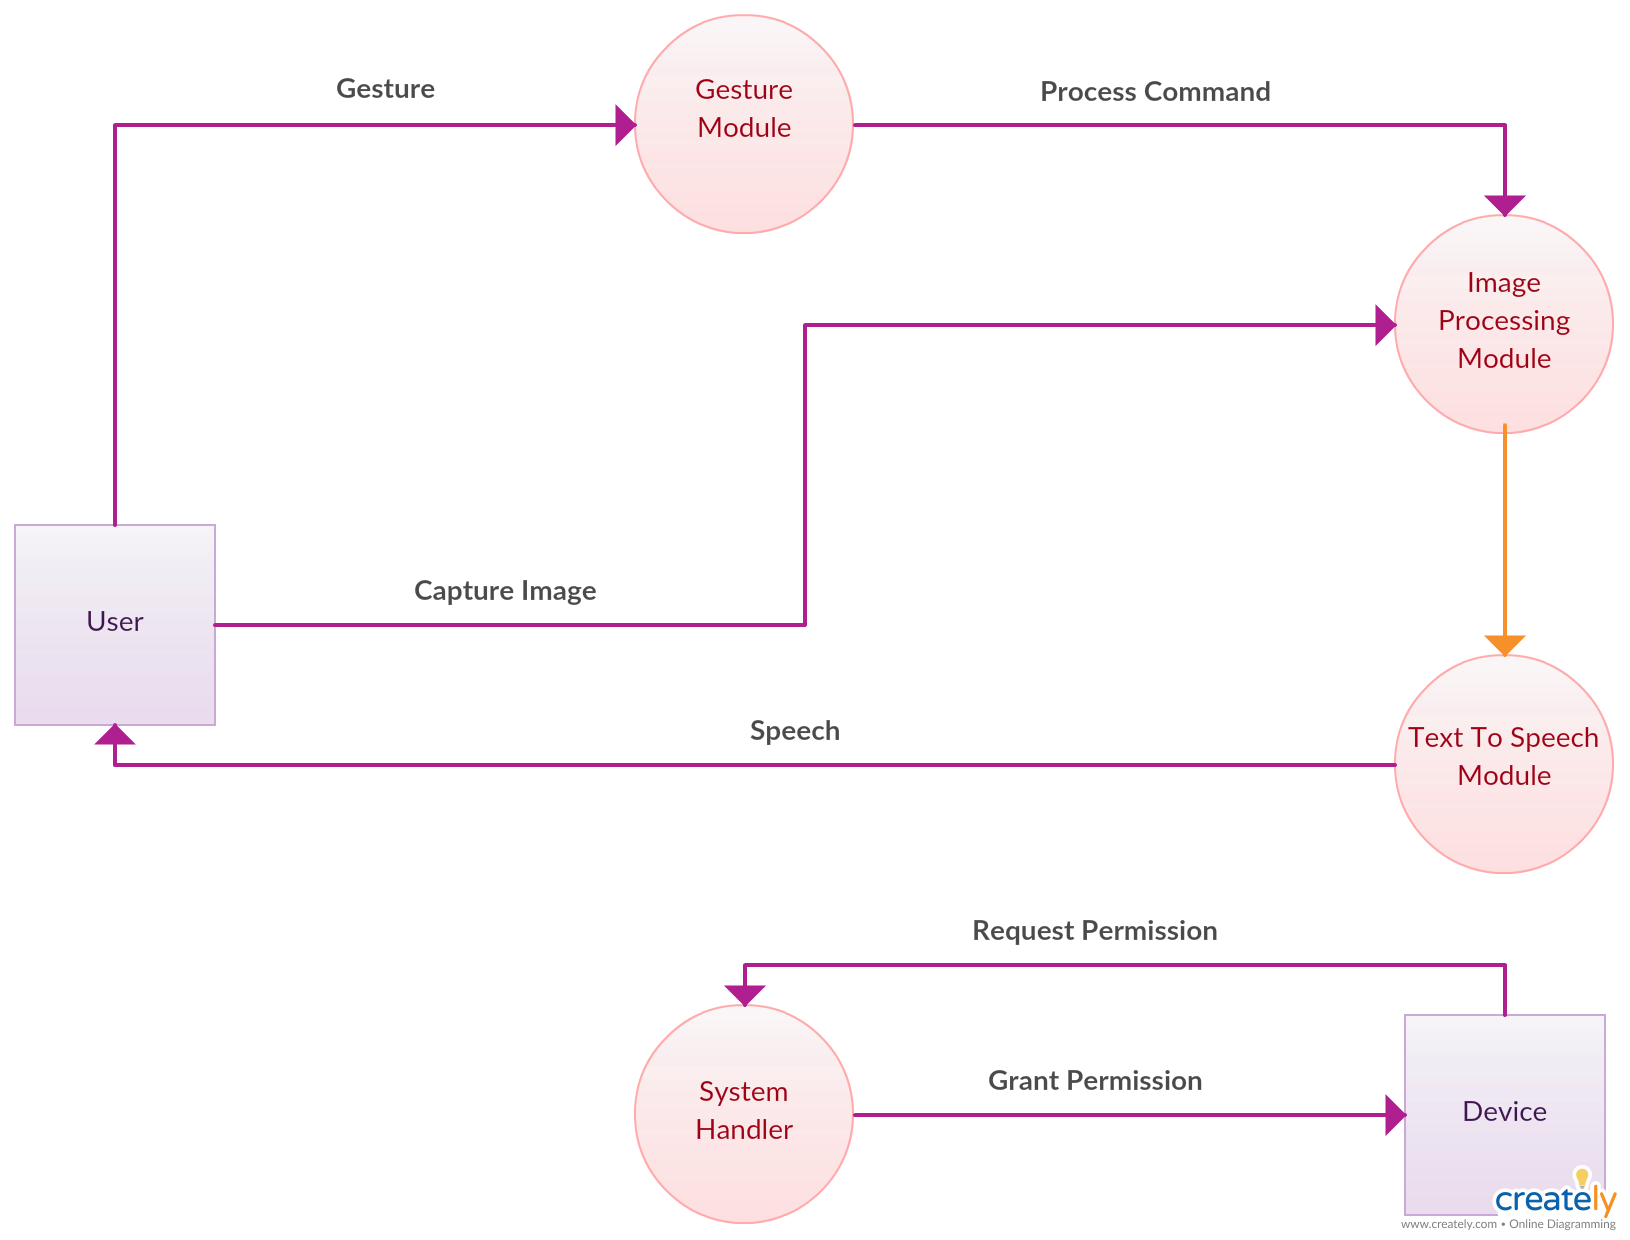 Gesture
Gesture
Module
Process Command
Image
Processing
Module
Capture Image
User
Speech
Text To Speech
Module
Request Permission
System
Handler
Grant Permission
Device
creately
www.creately.com • Online Diagramming